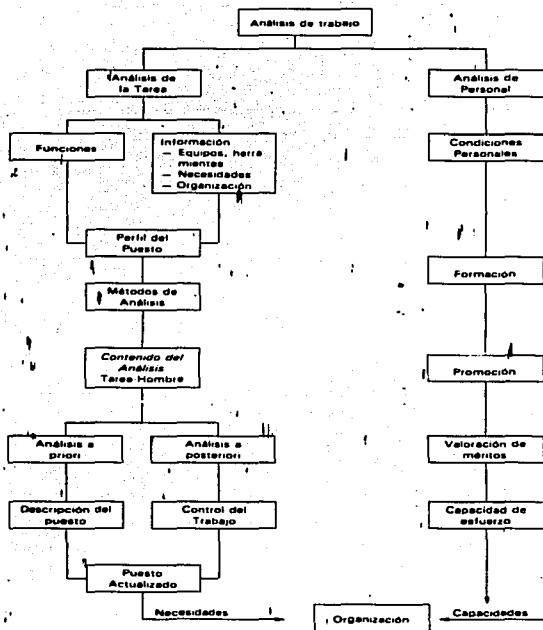 Análisis de trabajo
Análisis de
la Tarea
Análisis de
Personal
Funciones
Información
— Equipos, herra
mientes
— Necesidades
— Organización
Condiciones
Personales
Perfil del
Puesto
Formación
Métodos de
Análisis
Contenido del
Análisis
Tarea-Hombre
Promoción
Análisis a
priori
Análisis a
posteriori
Valoración de
méritos
Descripción del
puesto
Control del
Trabajo
Capacidad de
esfuerzo
Puesto
Actualizado
Necesidades
Organización
Capacidades